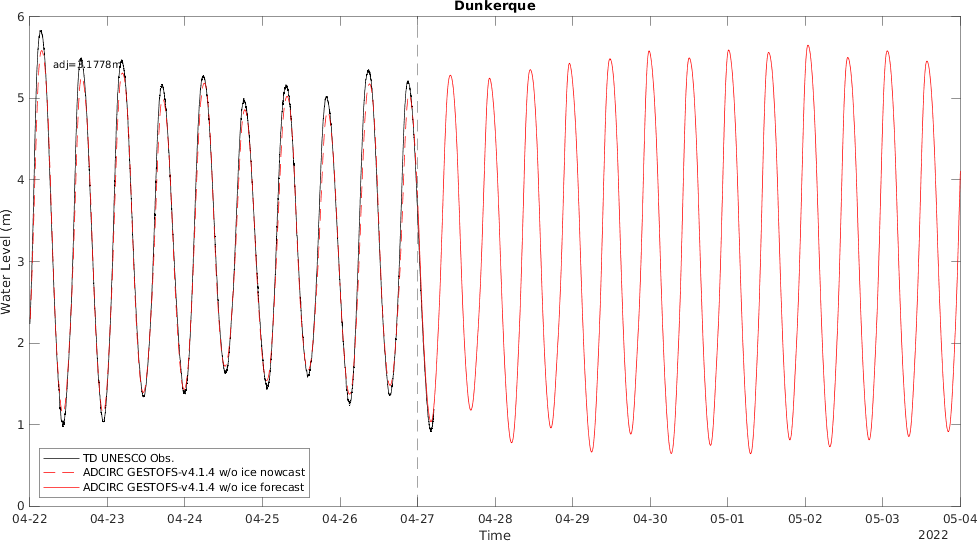 Dunkerque
6
5
4
3
2
1
0
Water Level (m)
adj=3.1778m
TD UNESCO Obs.
ADCIRC GESTOFS-v4.1.4 w/o ice nowcast
ADCIRC GESTOFS-v4.1.4 w/o ice forecast
04-22 04-23 04-24 04-25 04-26 04-27 04-28 04-29 04-30 05-01 05-02 05-03 05-04
Time
2022